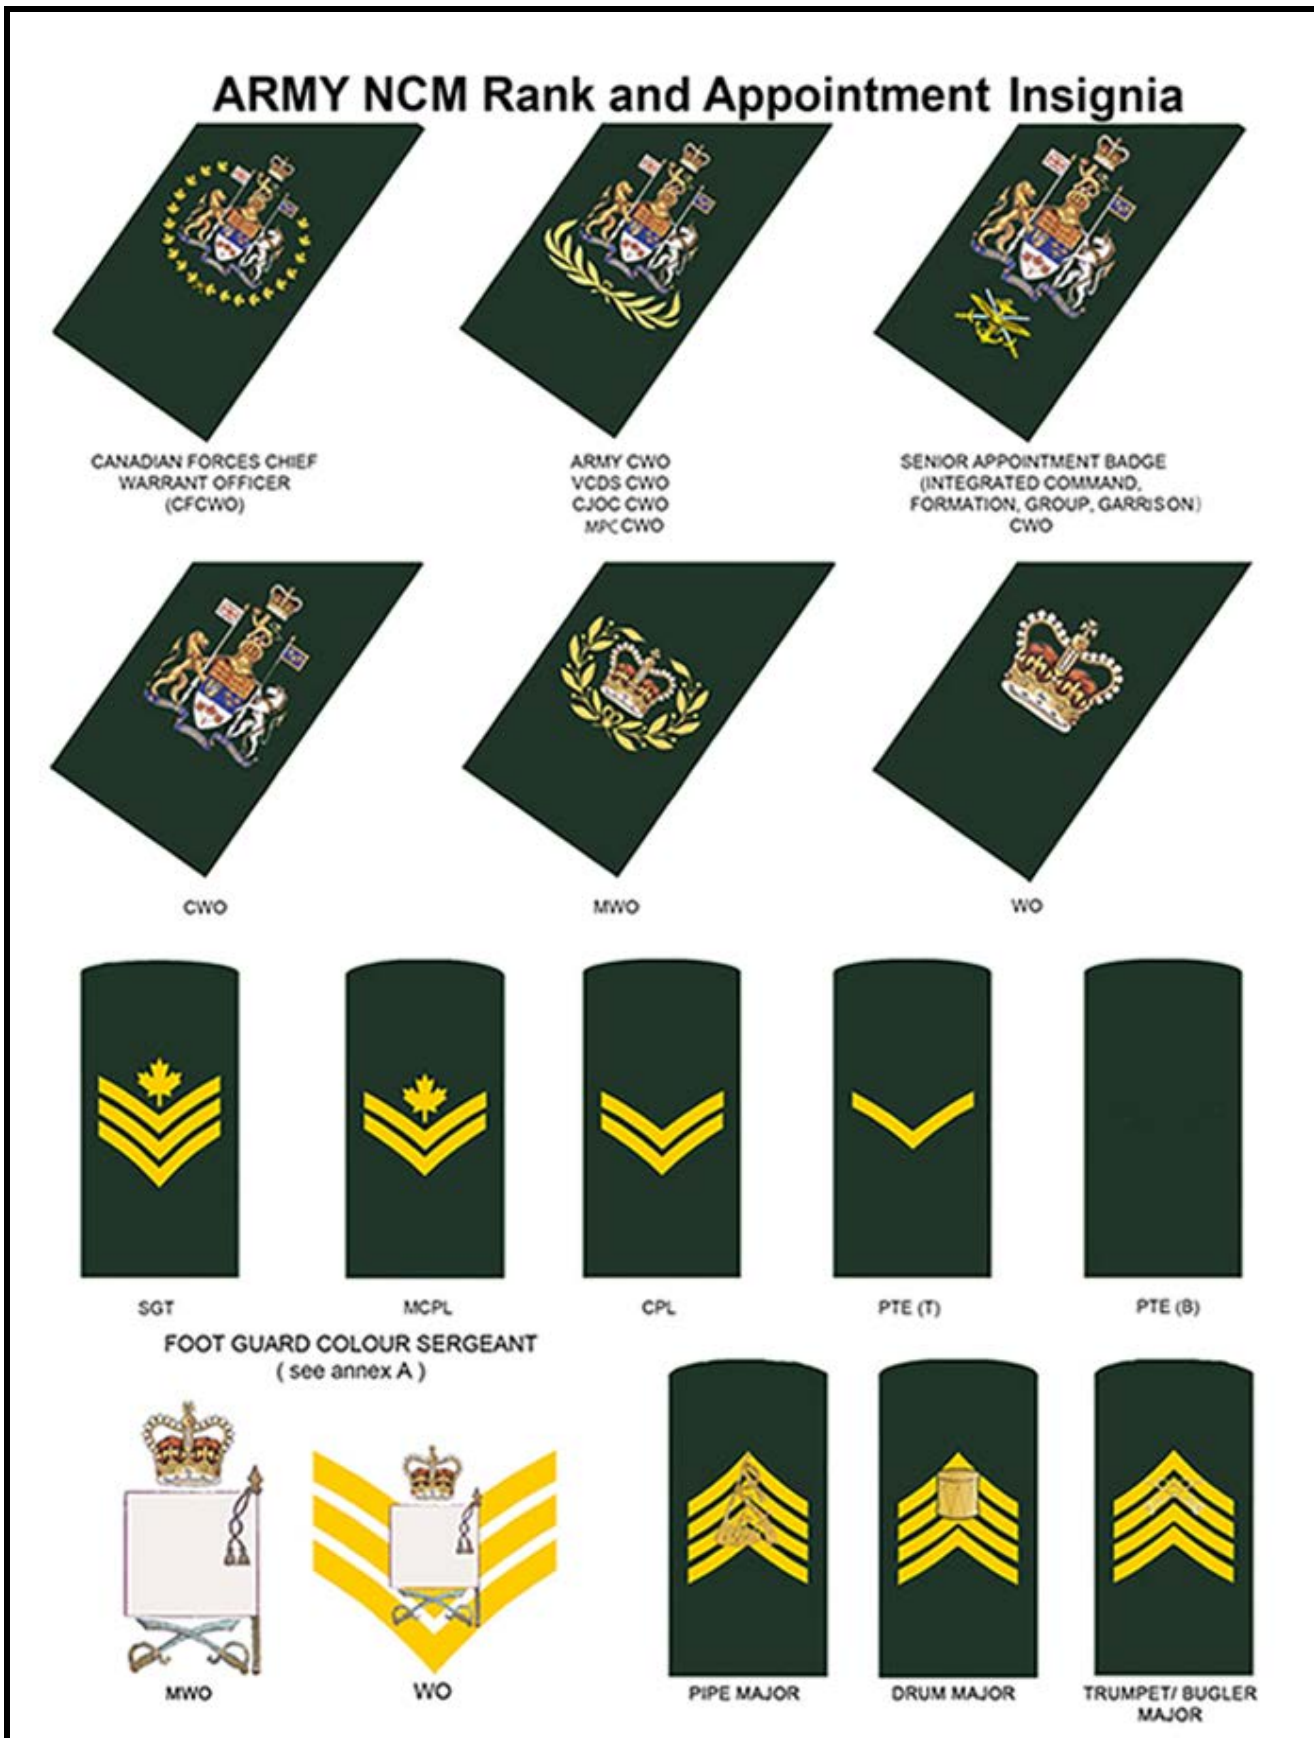 ARMY NCM Rank and Appointment Insignia
CANADIAN FORCES CHIEF
WARRANT OFFICER
(CFCWO)
ARMY CWO
VCDS CWO
CJOC CWO
MPC CWO
SENIOR APPOINTMENT BADGE
(INTEGRATED COMMAND,
FORMATION, GROUP, GARRISON)
CWO
CWO
MWO
WO
SGT
MCPL
CPL
PTE (T)
PTE (B)
FOOT GUARD COLOUR SERGEANT
( see annex A )
MWO
WO
PIPE MAJOR
DRUM MAJOR
TRUMPET/ BUGLER
MAJOR